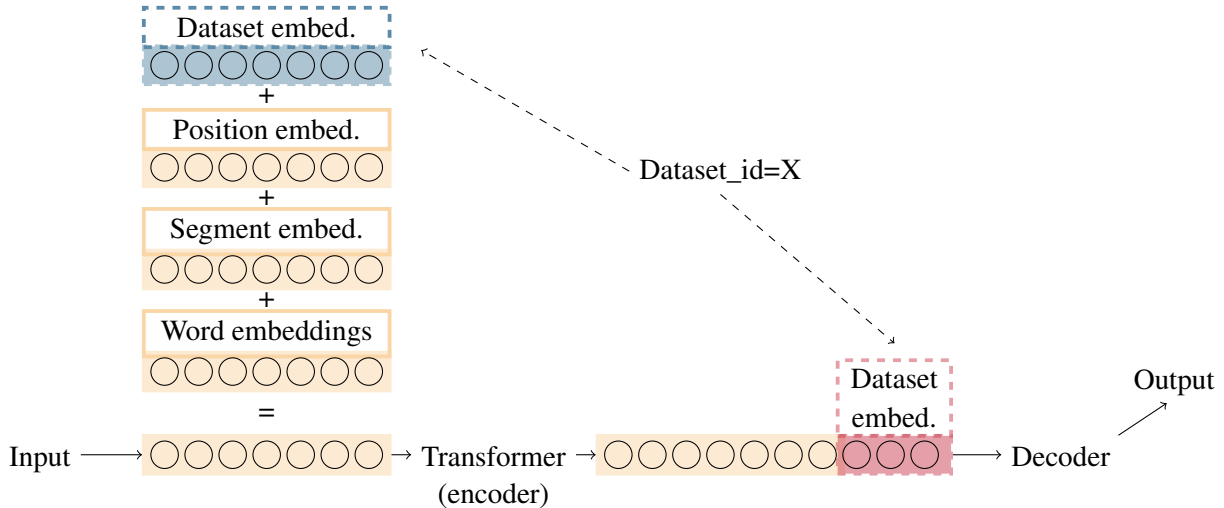 Dataset embed.
+
Position embed.
+
Segment embed.
+
Word embeddings
=
Dataset_id=X
Dataset
embed.
Output
Input
Transformer
(encoder)
Decoder